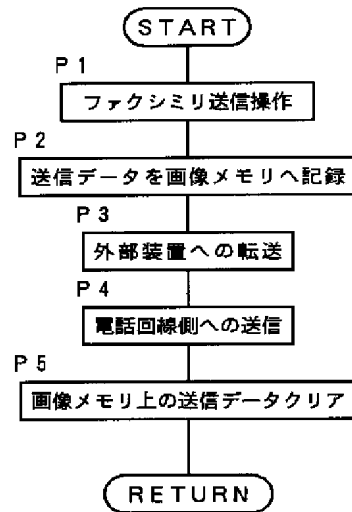 START
P1
ファクシミリ送信操作
P2
送信データを画像メモリへ記録
P3
外部装置への転送
P4
電話回線側への送信
P5
画像メモリ上の送信データクリア
RETURN